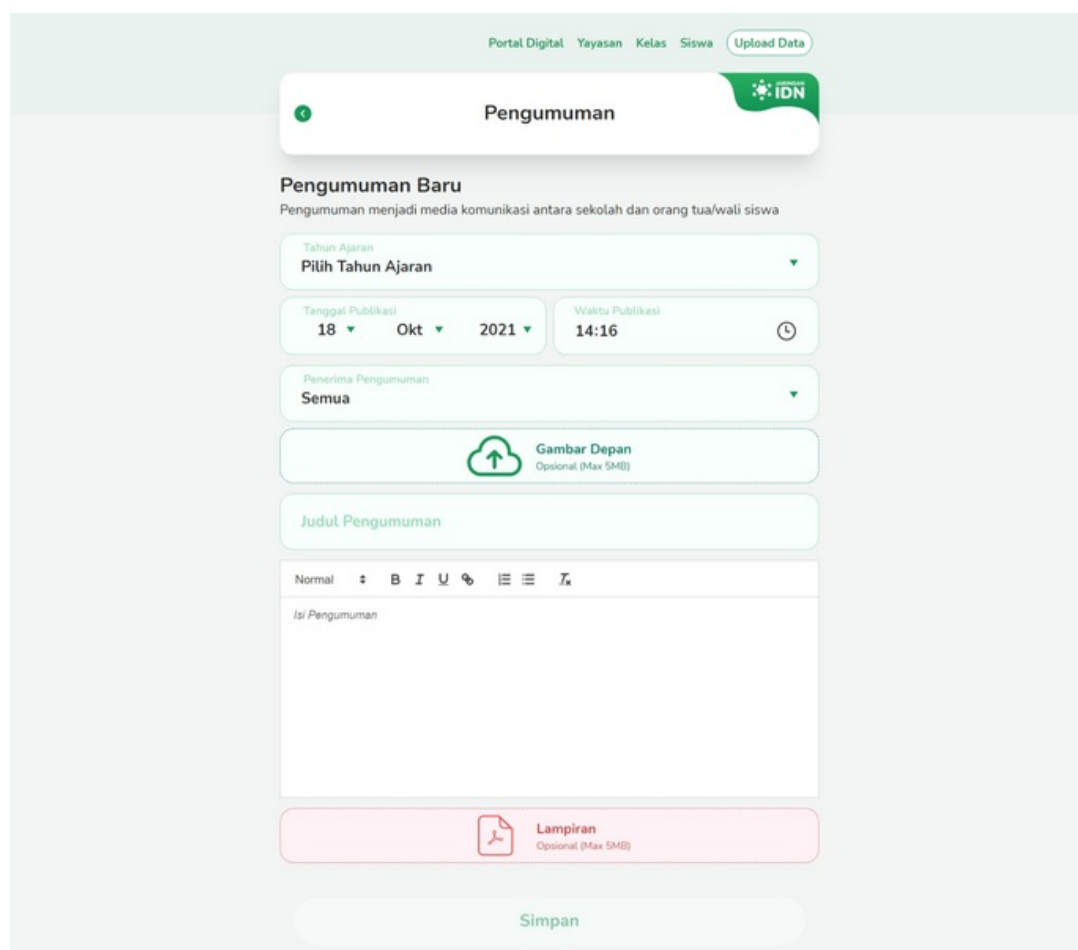 Portal Digital Yayasan Kelas Siswa Upload Data
JARINGAN
IDN
Pengumuman
Pengumuman Baru
Pengumuman menjadi media komunikasi antara sekolah dan orang tua/wali siswa
Tahun Ajaran
Pilih Tahun Ajaran
Tanggal Publikasi
18 Okt 2021
Waktu Publikasi
14:16
Penerima Pengumuman
Semua
Gambar Depan
Opsional (Max 5MB)
Judul Pengumuman
Normal B I U Tx
Isi Pengumuman
Lampiran
Opsional (Max 5MB)
Simpan